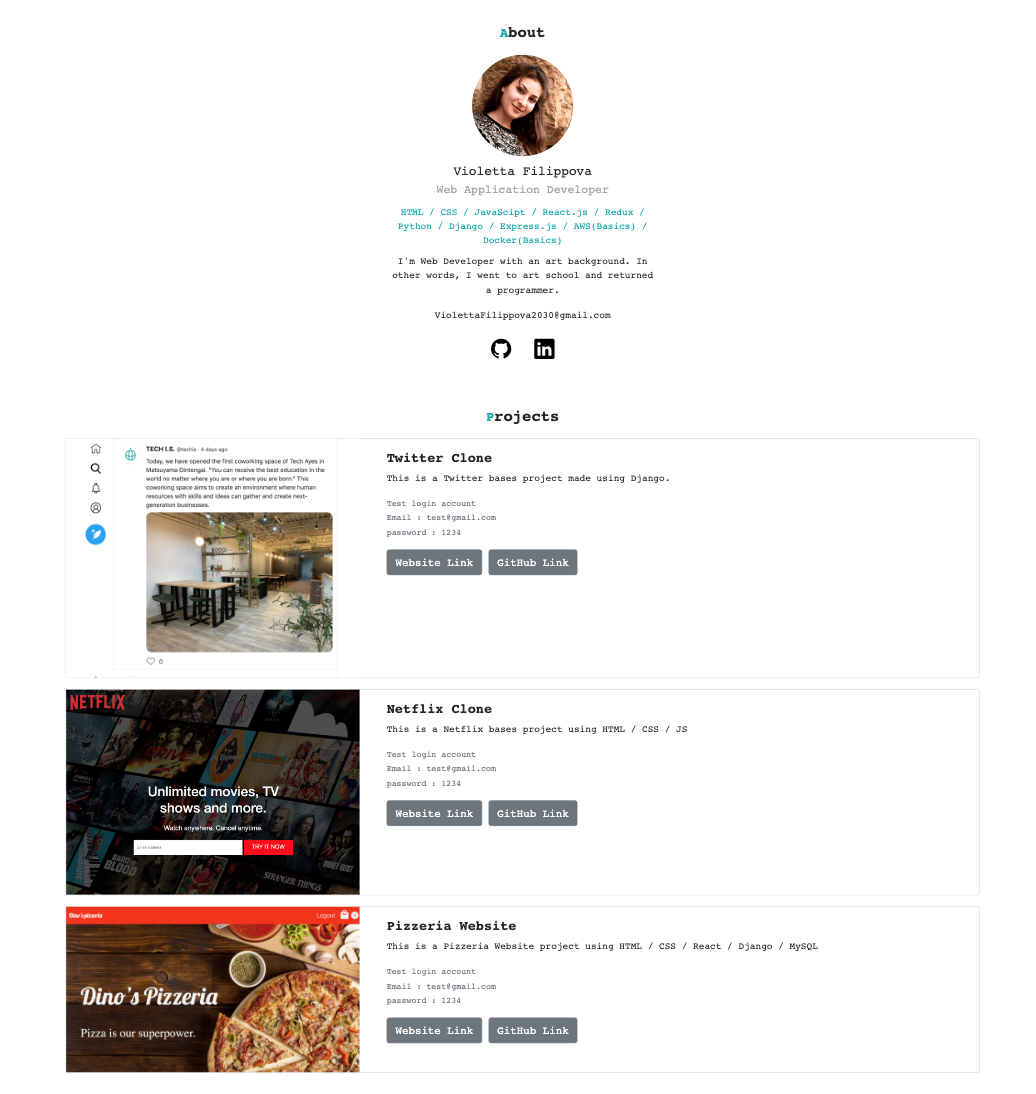 About
Violetta Filippova
Web Application Developer
HTML / CSS / JavaScipt / React.js / Redux /
Python / Django / Express.js / AWS(Basics) /
Docker(Basics)
I'm Web Developer with an art background. In
other words, I went to art school and returned
a programmer.
ViolettaFilippova2030@gmail.com
in
Projects
TECH I.S. @techis · 4 days ago
Today, we have opened the first coworking space of Tech Ayes in
Matsuyama Gintengai. "You can receive the best education in the
world no matter where you are or where you are born." This
coworking space aims to create an environment where human
resources with skills and ideas can gather and create next-
generation businesses.
0
Twitter Clone
This is a Twitter bases project made using Django.
Test login account
Email : test@gmail.com
password : 1234
Website Link
GitHub Link
NETFLIX
Unlimited movies, TV
shows and more.
Watch anywhere. Cancel anytime.
TRY IT NOW
BARD OF
BLOOD
STRANGER THINGS
Netflix Clone
This is a Netflix bases project using HTML / CSS / JS
Test login account
Email : test@gmail.com
password : 1234
Website Link
GitHub Link
Dino's pizzeria
Logout
Dino's Pizzeria
Pizza is our superpower.
Pizzeria Website
This is a Pizzeria Website project using HTML / CSS / React / Django / MySQL
Test login account
Email : test@gmail.com
password : 1234
Website Link
GitHub Link